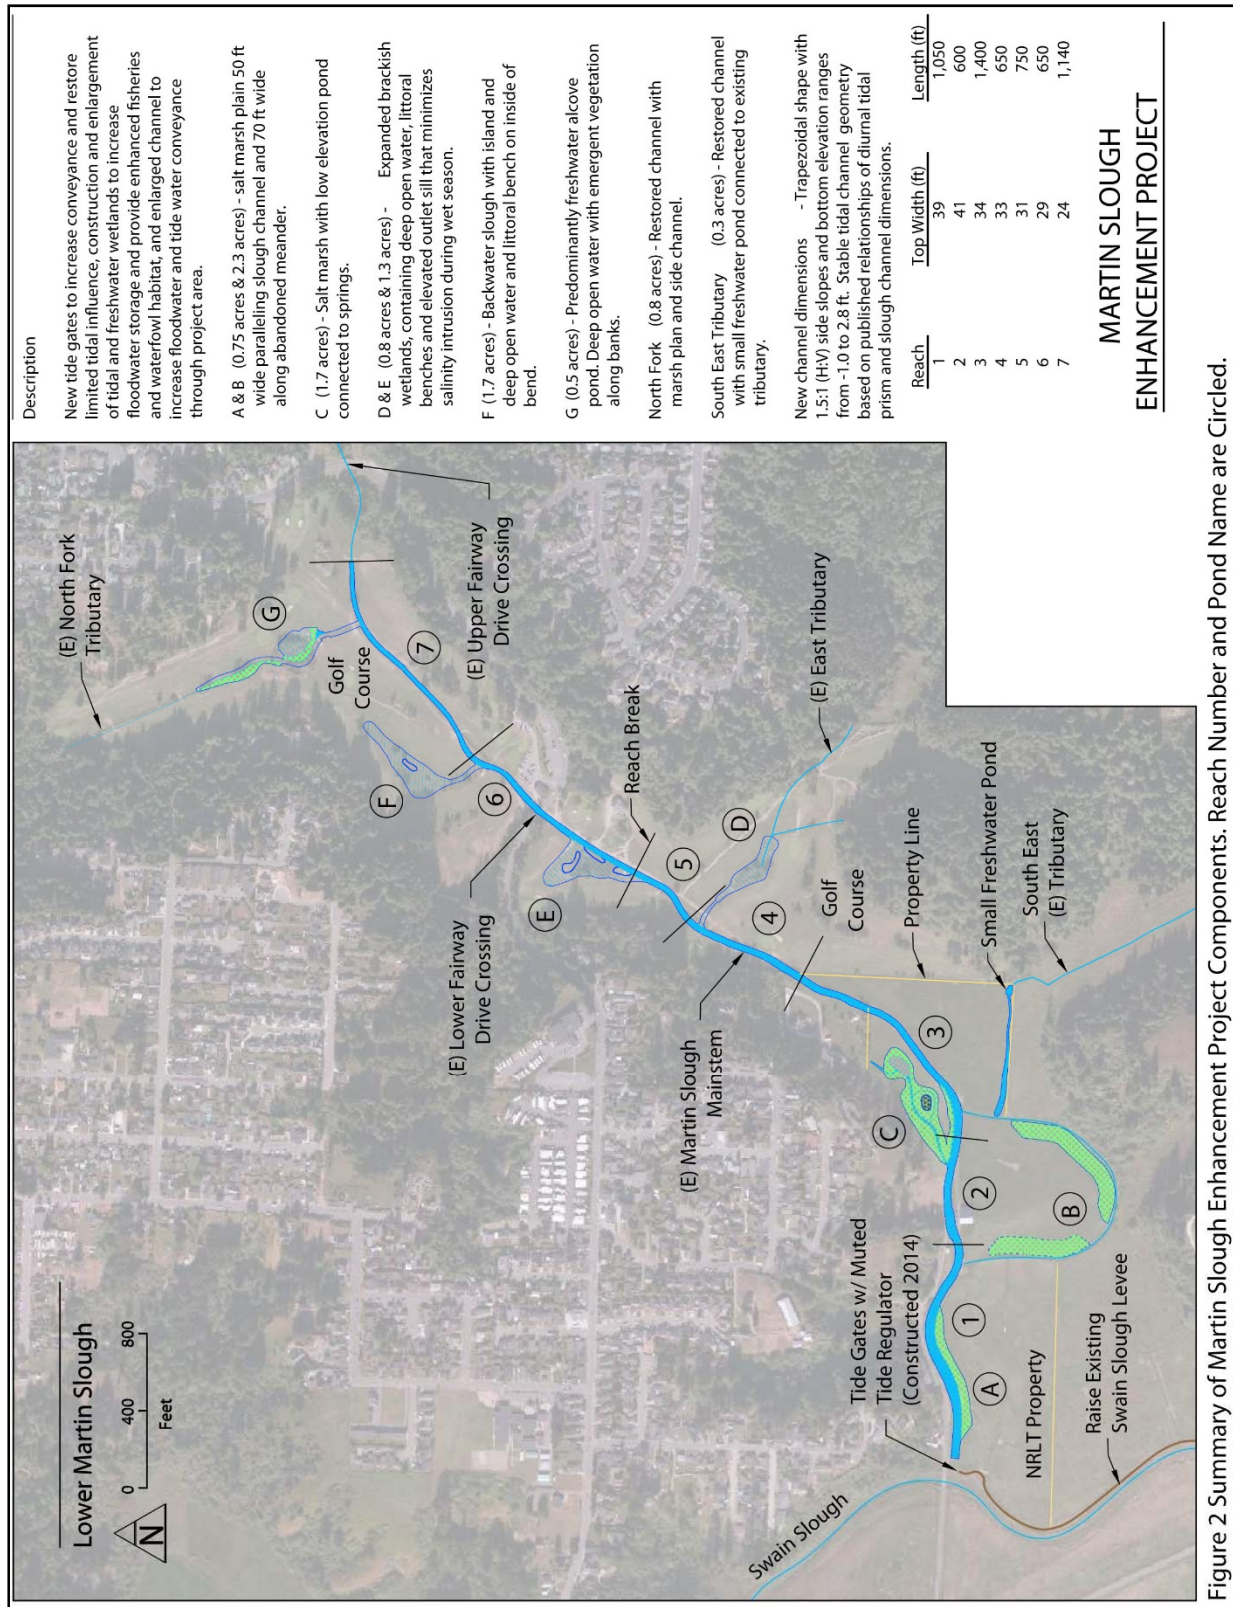 Lower Martin Slough
N
0 400 800
Feet
(E) North Fork
Tributary
G
Golf
Course
7
(E) Upper Fairway
Drive Crossing
F
6
(E) Lower Fairway
Drive Crossing
E
Reach Break
5
D
(E) East Tributary
4
Golf
Course
(E) Martin Slough
Mainstem
Property Line
Small Freshwater Pond
South East
(E) Tributary
3
C
2
B
Tide Gates w/ Muted
Tide Regulator
(Constructed 2014)
1
A
NRLT Property
Raise Existing
Swain Slough Levee
Swain Slough
Description
New tide gates to increase conveyance and restore
limited tidal influence, construction and enlargement
of tidal and freshwater wetlands to increase
floodwater storage and provide enhanced fisheries
and waterfowl habitat, and enlarged channel to
increase floodwater and tide water conveyance
through project area.
A & B (0.75 acres & 2.3 acres) - salt marsh plain 50 ft
wide paralleling slough channel and 70 ft wide
along abandoned meander.
C (1.7 acres) - Salt marsh with low elevation pond
connected to springs.
D & E (0.8 acres & 1.3 acres) - Expanded brackish
wetlands, containing deep open water, littoral
benches and elevated outlet sill that minimizes
salinity intrusion during wet season.
F (1.7 acres) - Backwater slough with island and
deep open water and littoral bench on inside of
bend.
G (0.5 acres) - Predominantly freshwater alcove
pond. Deep open water with emergent vegetation
along banks.
North Fork (0.8 acres) - Restored channel with
marsh plan and side channel.
South East Tributary (0.3 acres) - Restored channel
with small freshwater pond connected to existing
tributary.
New channel dimensions - Trapezoidal shape with
1.5:1 (H:V) side slopes and bottom elevation ranges
from -1.0 to 2.8 ft. Stable tidal channel geometry
based on published relationships of diurnal tidal
prism and slough channel dimensions.
Reach Top Width (ft) Length (ft)
1 39 1,050
2 41 600
3 34 1,400
4 33 650
5 31 750
6 29 650
7 24 1,140
MARTIN SLOUGH
ENHANCEMENT PROJECT
Figure 2 Summary of Martin Slough Enhancement Project Components. Reach Number and Pond Name are Circled.